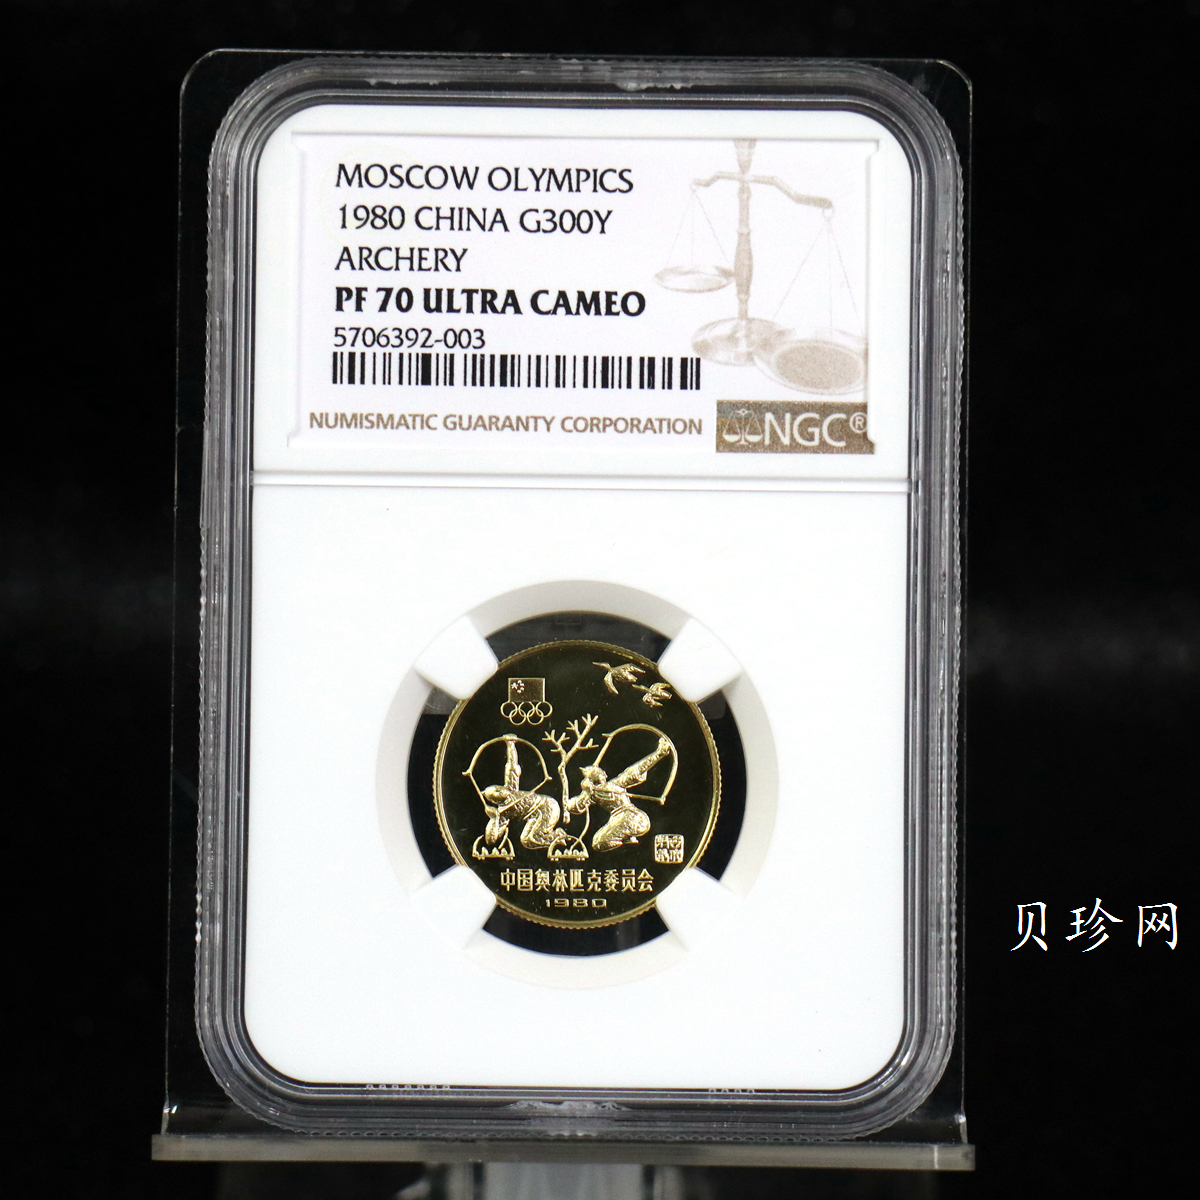 MOSCOW OLYMPICS
1980 CHINA G300Y
ARCHERY
PF 70 ULTRA CAMEO
5706392-003
NUMISMATIC GUARANTY CORPORATION
NGC®
中国奥林匹克委员会
1980
贝珍网